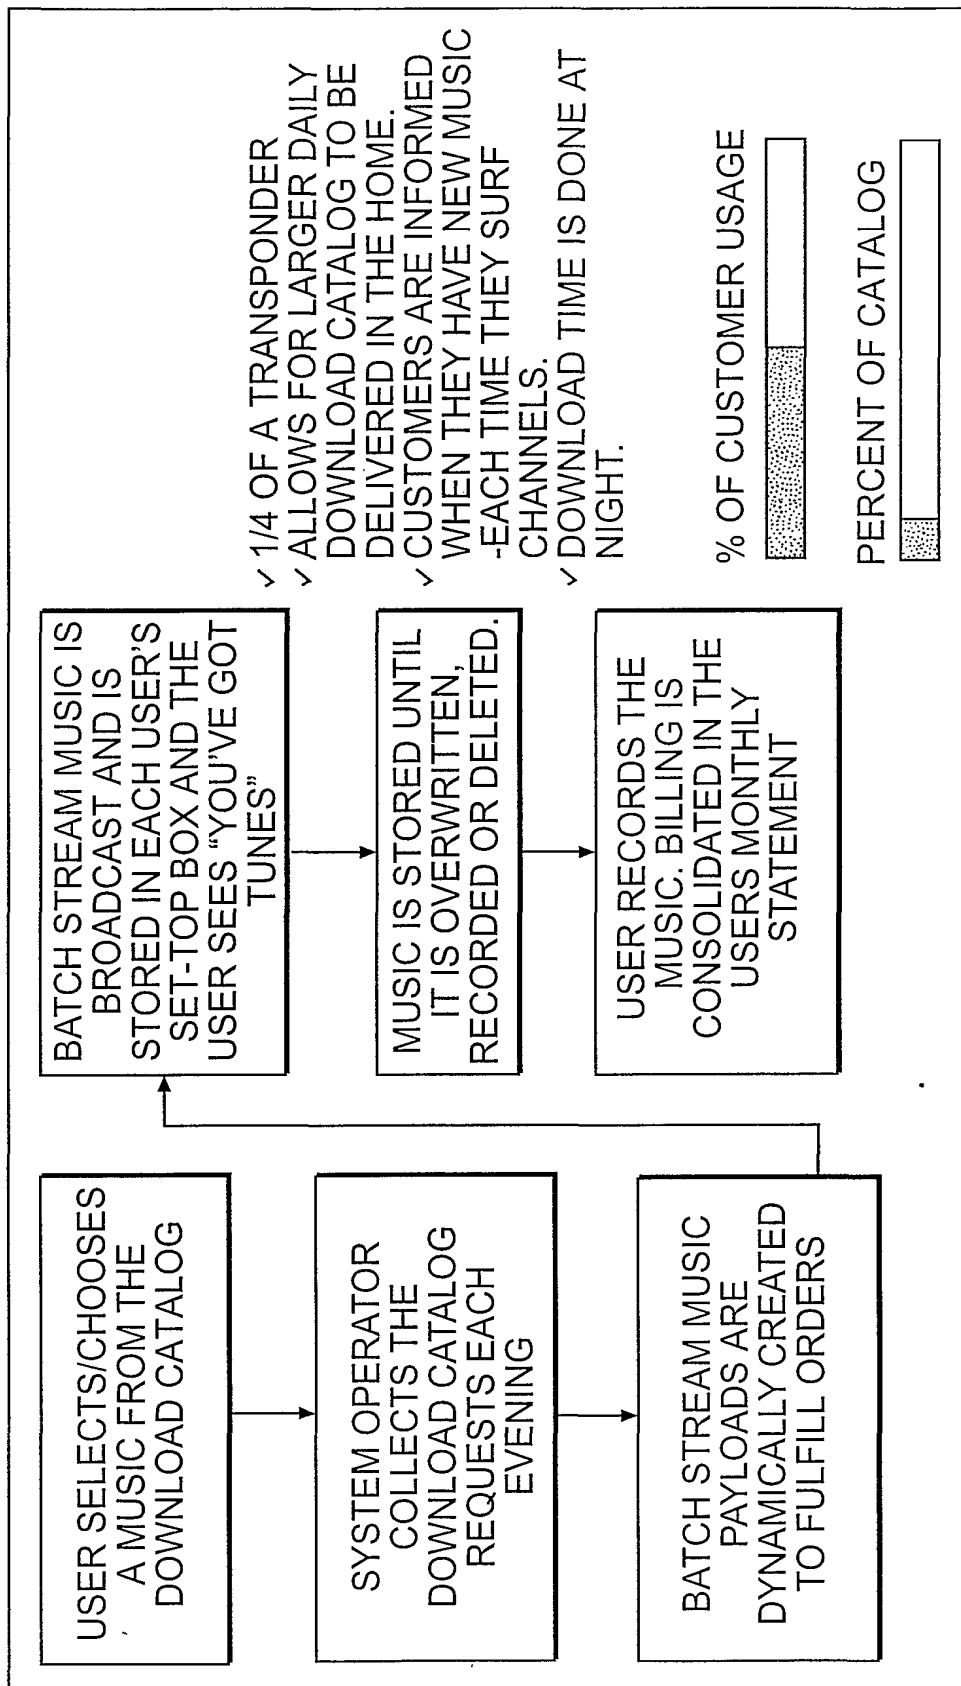 USER SELECTS/CHOOSES
A MUSIC FROM THE
DOWNLOAD CATALOG
SYSTEM OPERATOR
COLLECTS THE
DOWNLOAD CATALOG
REQUESTS EACH
EVENING
BATCH STREAM MUSIC
PAYLOADS ARE
DYNAMICALLY CREATED
TO FULFILL ORDERS
BATCH STREAM MUSIC IS
BROADCAST AND IS
STORED IN EACH USER'S
SET-TOP BOX AND THE
USER SEES “YOU'VE GOT
TUNES”
MUSIC IS STORED UNTIL
IT IS OVERWRITTEN,
RECORDED OR DELETED.
USER RECORDS THE
MUSIC. BILLING IS
CONSOLIDATED IN THE
USERS MONTHLY
STATEMENT
✓ 1/4 OF A TRANSPONDER
✓ ALLOWS FOR LARGER DAILY
DOWNLOAD CATALOG TO BE
DELIVERED IN THE HOME.
✓ CUSTOMERS ARE INFORMED
WHEN THEY HAVE NEW MUSIC
-EACH TIME THEY SURF
CHANNELS.
✓ DOWNLOAD TIME IS DONE AT
NIGHT.
% OF CUSTOMER USAGE
PERCENT OF CATALOG